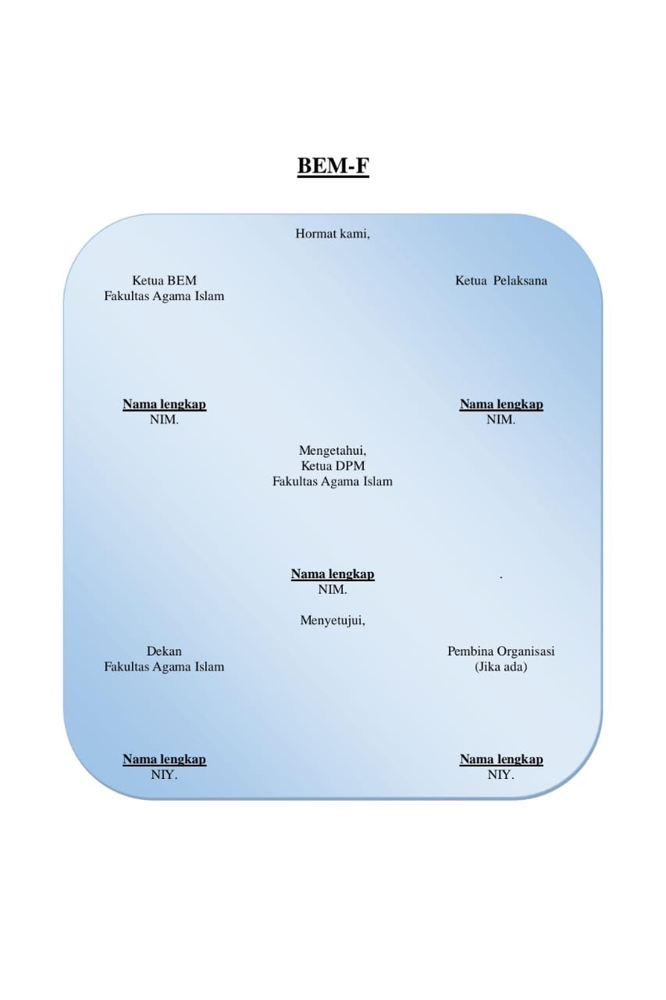 BEM-F
Hormat kami,
Ketua BEM
Fakultas Agama Islam
Ketua Pelaksana
Nama lengkap
NIM.
Nama lengkap
NIM.
Mengetahui,
Ketua DPM
Fakultas Agama Islam
Nama lengkap
NIM.
.
Menyetujui,
Dekan
Fakultas Agama Islam
Pembina Organisasi
(Jika ada)
Nama lengkap
NIY.
Nama lengkap
NIY.